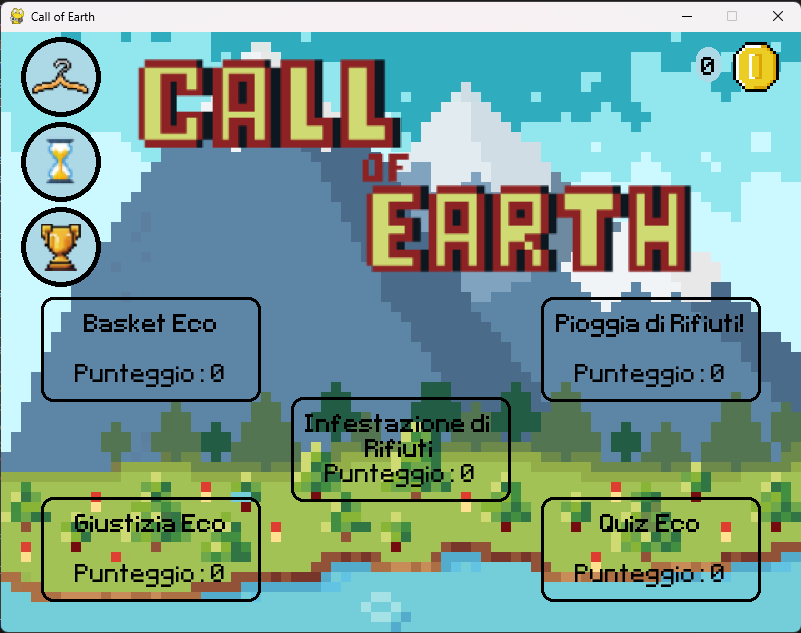 Call of Earth
0
CALL
OF
EARTH
Basket Eco
Punteggio : 0
Pioggia di Rifiuti!
Punteggio : 0
Infestazione di
Rifiuti
Punteggio : 0
Giustizia Eco
Punteggio : 0
Quiz Eco
Punteggio : 0